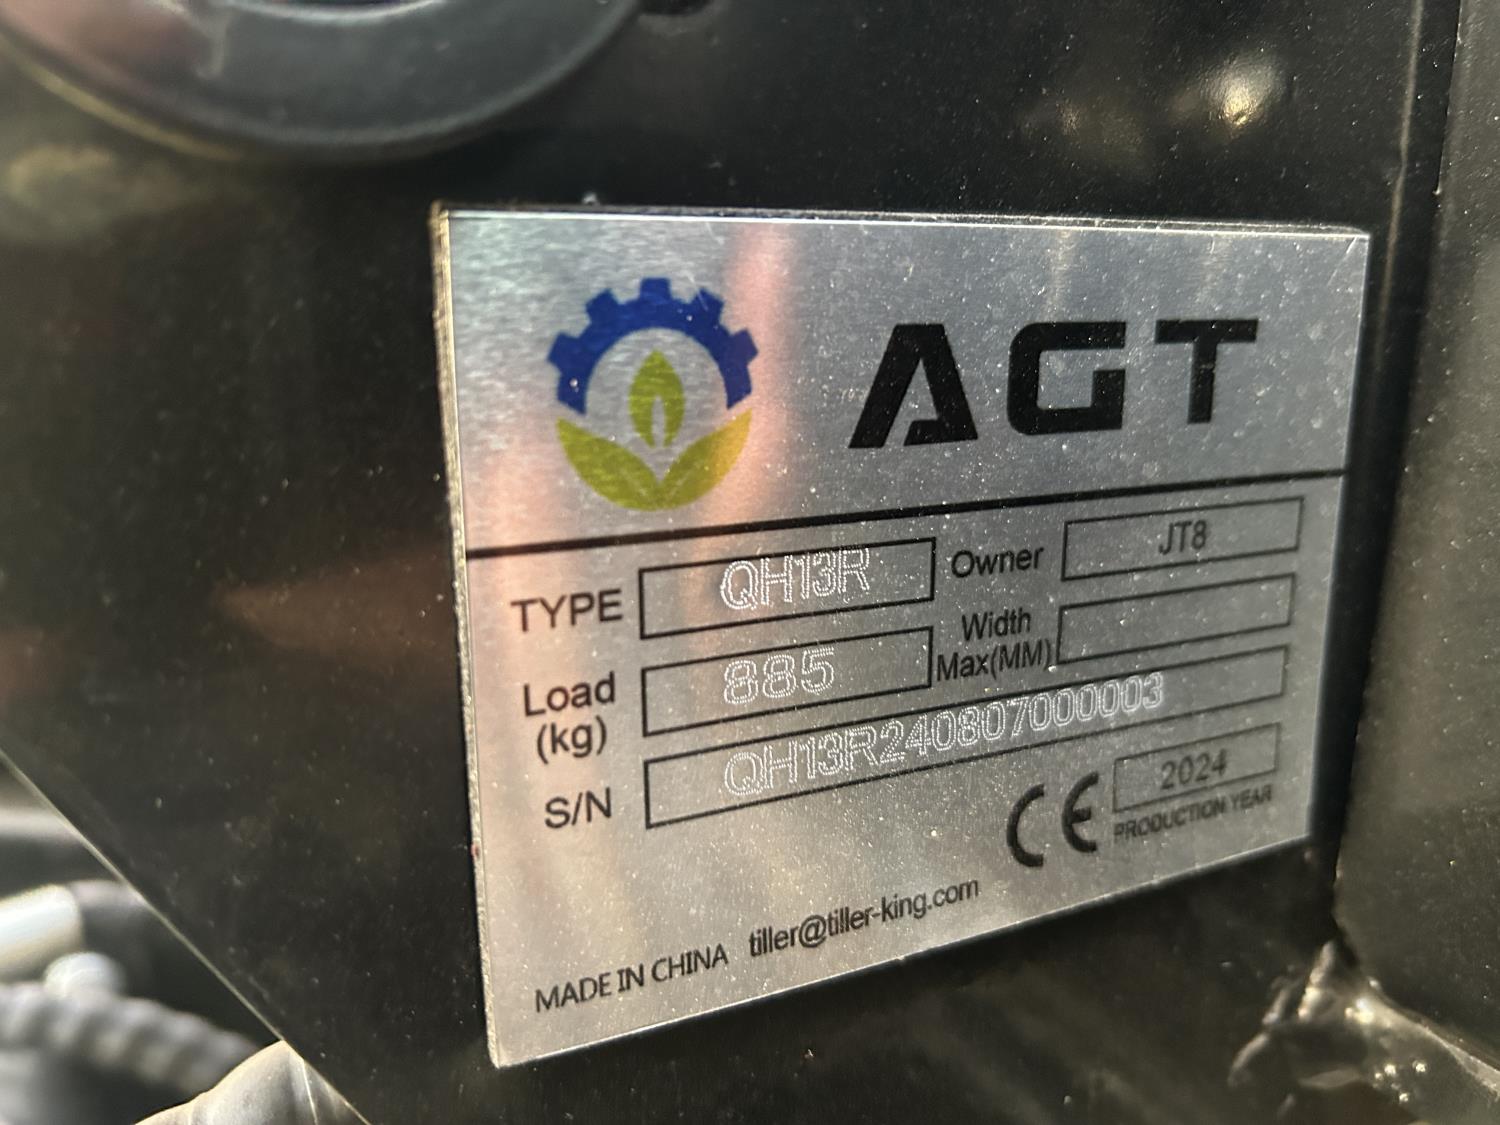 AGT
TYPE QH13R Owner JT8
Load (kg) 885 Width Max(MM)
S/N QH13R240807000003
CE 2024
PRODUCTION YEAR
MADE IN CHINA tiller@tiller-king.com